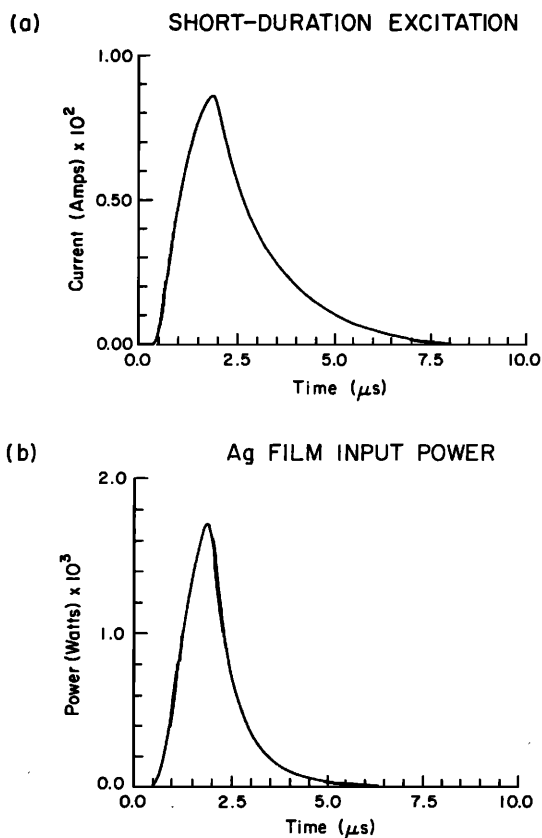 (a) SHORT-DURATION EXCITATION
Current (Amps) x 10²
1.00
0.50
0.00
0.0 2.5 5.0 7.5 10.0
Time (μs)
(b) Ag FILM INPUT POWER
Power (Watts) x 10³
2.0
1.0
0.0
0.0 2.5 5.0 7.5 10.0
Time (μs)